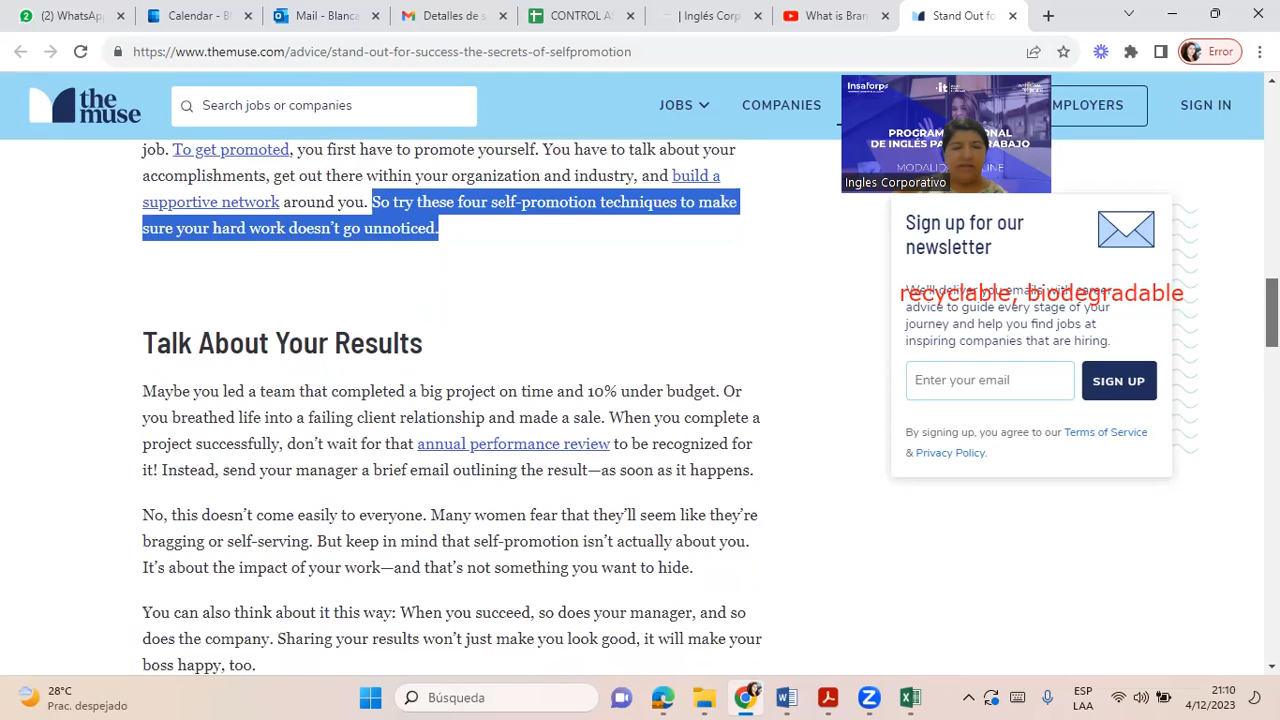 (2) WhatsApp
Calendar - Bl
Mail - Blanca
Detalles de s
CONTROL A
| Inglés Corp
What is Bran
Stand Out fo
https://www.themuse.com/advice/stand-out-for-success-the-secrets-of-selfpromotion
Error
the muse
Search jobs or companies
JOBS
COMPANIES
MPLOYERS
SIGN IN
Insaforp
it
PROGRAM IONAL
DE INGLÉS P TRABAJO
MODALID LINE
Ingles Corporativo
job. To get promoted, you first have to promote yourself. You have to talk about your
accomplishments, get out there within your organization and industry, and build a
supportive network around you. So try these four self-promotion techniques to make
sure your hard work doesn’t go unnoticed.
Talk About Your Results
Maybe you led a team that completed a big project on time and 10% under budget. Or
you breathed life into a failing client relationship and made a sale. When you complete a
project successfully, don’t wait for that annual performance review to be recognized for
it! Instead, send your manager a brief email outlining the result—as soon as it happens.
No, this doesn’t come easily to everyone. Many women fear that they’ll seem like they’re
bragging or self-serving. But keep in mind that self-promotion isn’t actually about you.
It’s about the impact of your work—and that’s not something you want to hide.
You can also think about it this way: When you succeed, so does your manager, and so
does the company. Sharing your results won’t just make you look good, it will make your
boss happy, too.
Sign up for our
newsletter
recyclable, biodegradable
We'll deliver you emails with career
advice to guide every stage of your
journey and help you find jobs at
inspiring companies that are hiring.
Enter your email
SIGN UP
By signing up, you agree to our Terms of Service
& Privacy Policy.
28°C
Prac. despejado
Búsqueda
ESP
LAA
21:10
4/12/2023